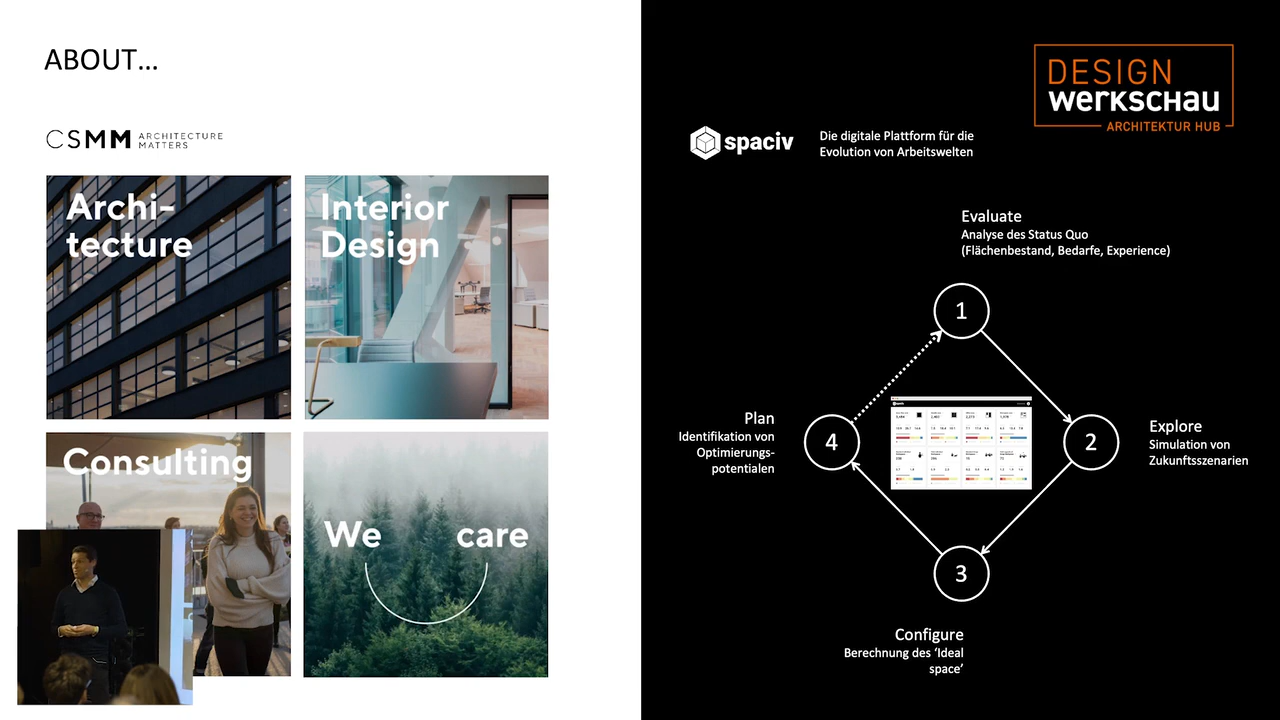 ABOUT...
CSMM ARCHITECTURE
MATTERS
Archi-
tecture
Interior
Design
Consulting
We care
DESIGN
werkschau
ARCHITEKTUR HUB
spaciv
Die digitale Plattform für die
Evolution von Arbeitswelten
Evaluate
Analyse des Status Quo
(Flächenbestand, Bedarfe, Experience)
1
Explore
Simulation von
Zukunftsszenarien
2
3
Configure
Berechnung des ‘Ideal
space’
Plan
Identifikation von
Optimierungs-
potentialen
4